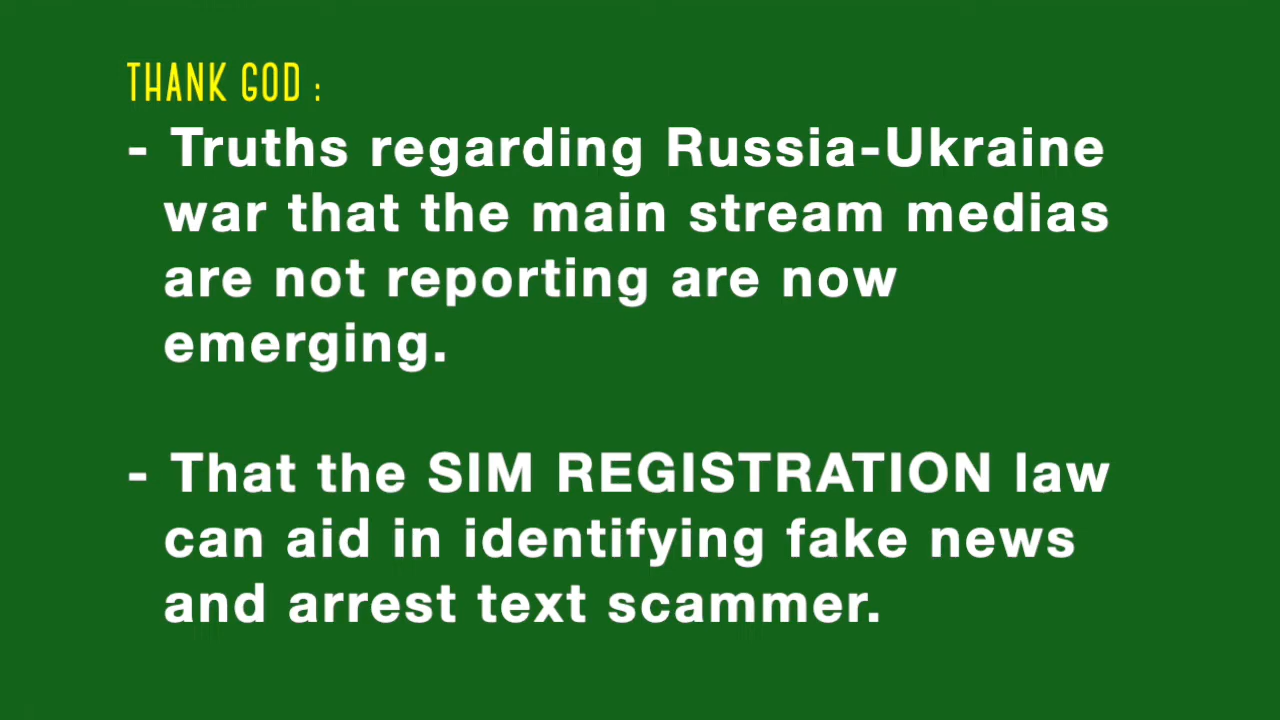 THANK GOD :
- Truths regarding Russia-Ukraine
war that the main stream medias
are not reporting are now
emerging.
- That the SIM REGISTRATION law
can aid in identifying fake news
and arrest text scammer.